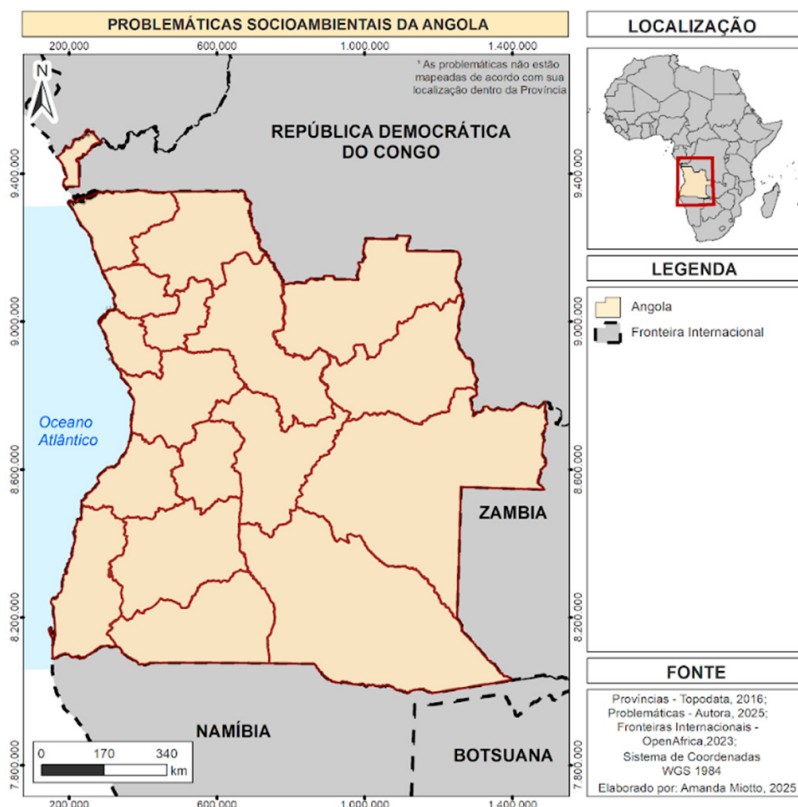 PROBLEMÁTICAS SOCIOAMBIENTAIS DA ANGOLA
200.000
600.000
1.000.000
1.400.000
N
¹ As problemáticas não estão
mapeadas de acordo com sua
localização dentro da Província
REPÚBLICA DEMOCRÁTICA
DO CONGO
9.400.000
9.400.000
9.000.000
9.000.000
Oceano
Atlântico
8.600.000
8.600.000
ZAMBIA
8.200.000
8.200.000
NAMÍBIA
BOTSUANA
0
170
340
km
7.800.000
7.800.000
200.000
600.000
1.000.000
1.400.000
LOCALIZAÇÃO
LEGENDA
Angola
Fronteira Internacional
FONTE
Províncias - Topodata, 2016;
Problemáticas - Autora, 2025;
Fronteiras Internacionais -
OpenAfrica,2023;
Sistema de Coordenadas
WGS 1984
Elaborado por: Amanda Miotto, 2025